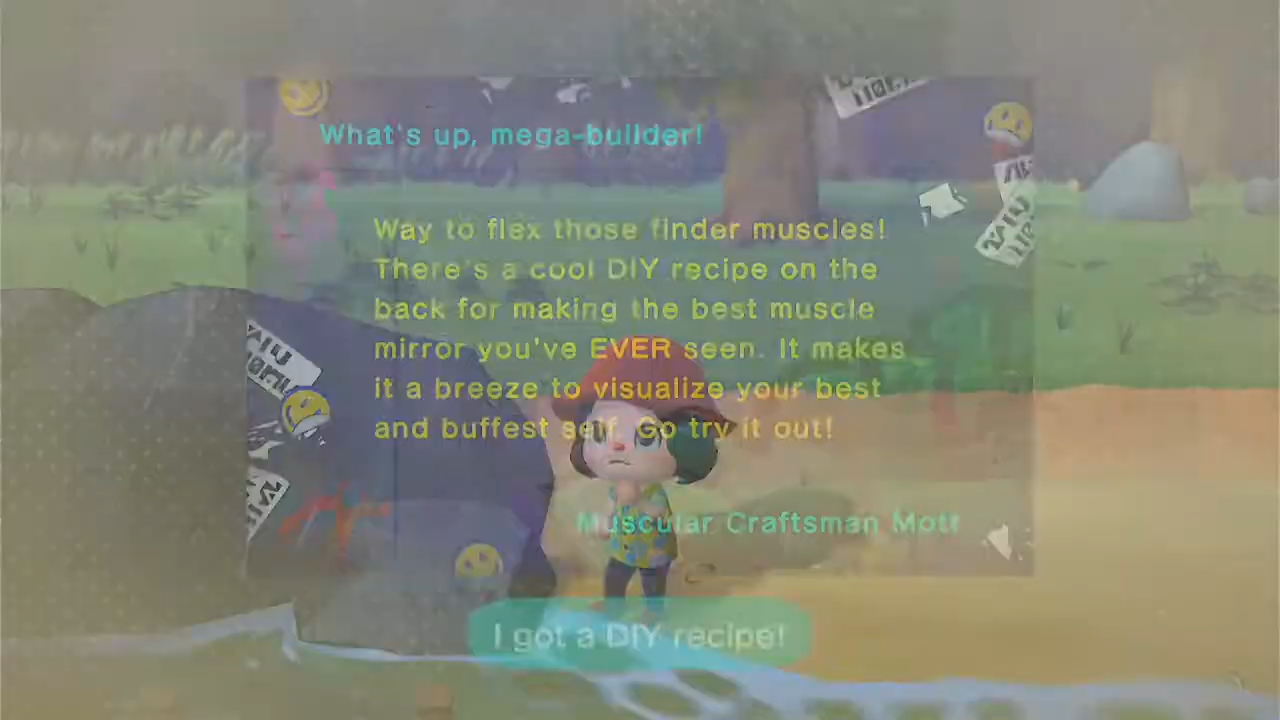 What's up, mega-builder!
Way to flex those finder muscles!
There's a cool DIY recipe on the
back for making the best muscle
mirror you've EVER seen. It makes
it a breeze to visualize your best
and buffest self. Go try it out!
Muscular Craftsman Mott
I got a DIY recipe!